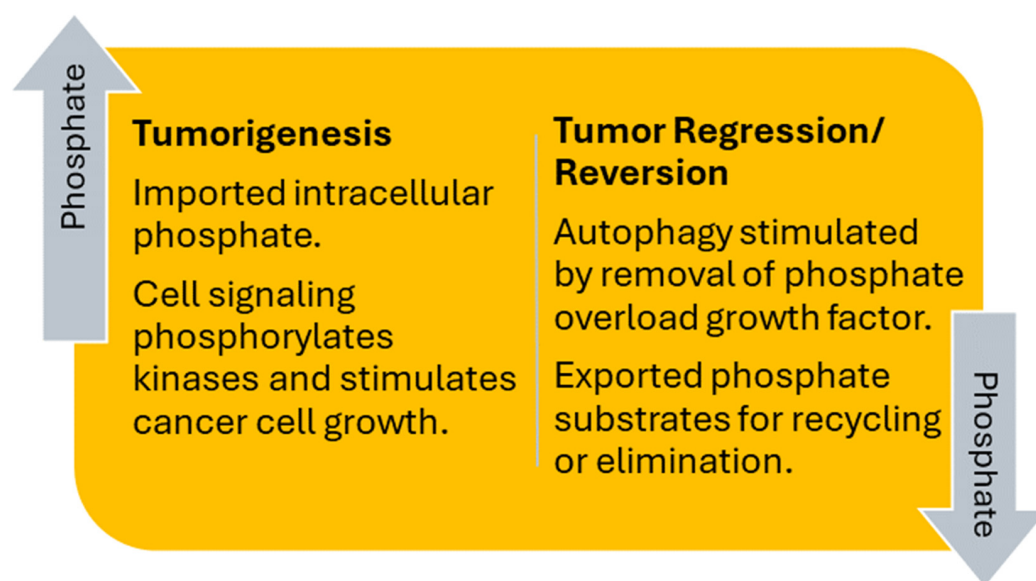 Phosphate
Tumorigenesis
Imported intracellular
phosphate.
Cell signaling
phosphorylates
kinases and stimulates
cancer cell growth.
Tumor Regression/
Reversion
Autophagy stimulated
by removal of phosphate
overload growth factor.
Exported phosphate
substrates for recycling
or elimination.
Phosphate